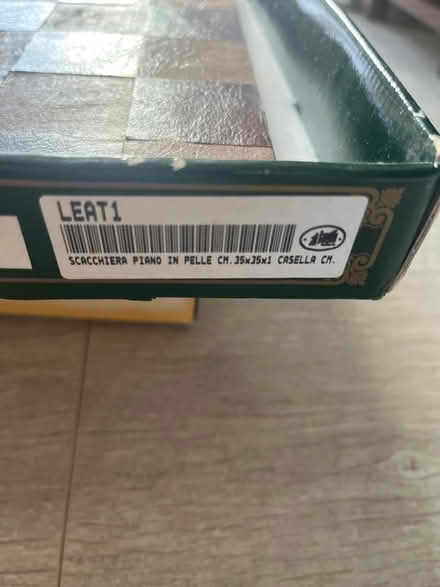 LEAT1
SCACCHIERA PIANO IN PELLE CM.35x35x1 CASELLA CM.